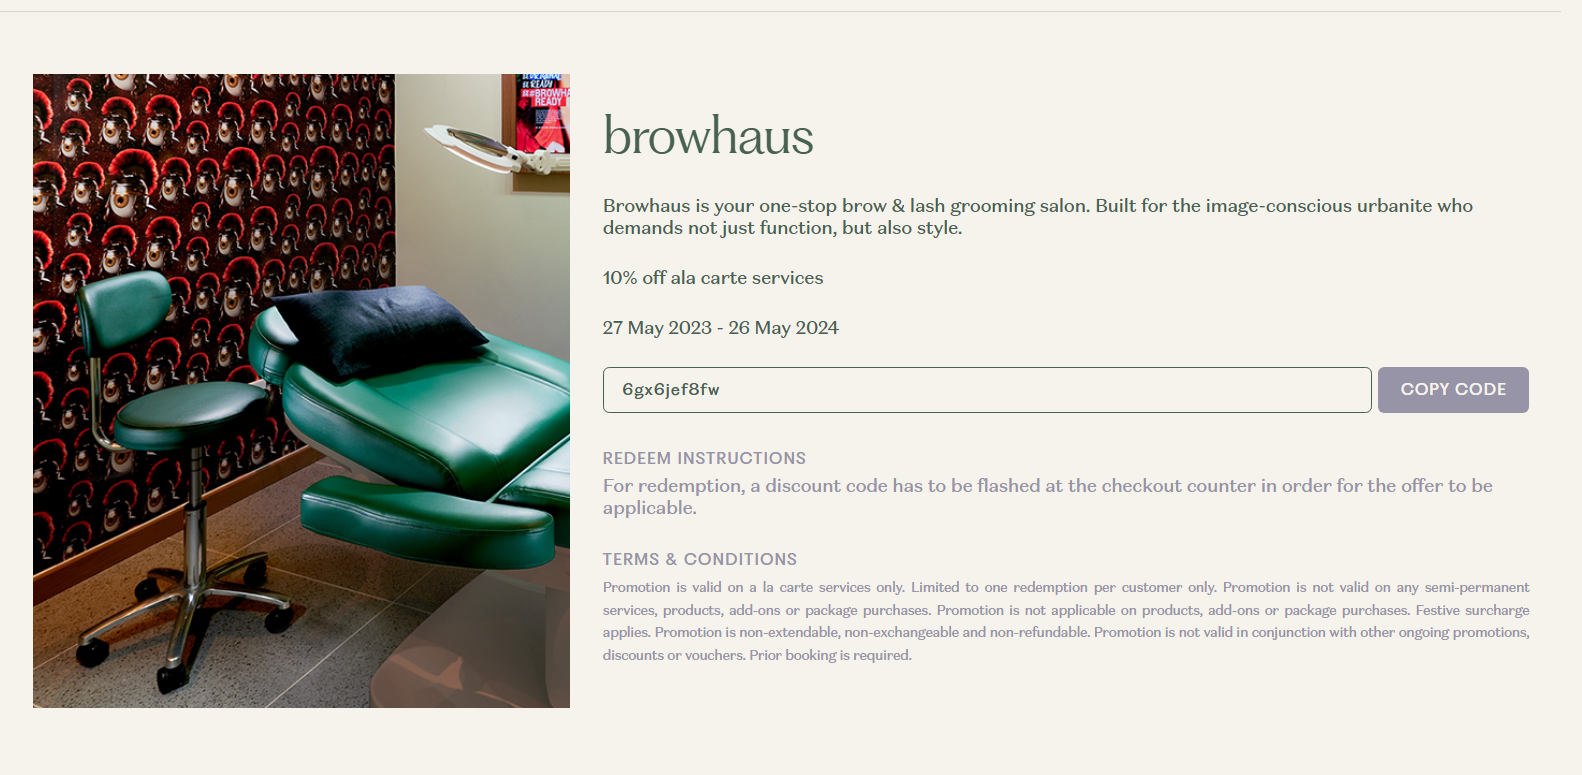 READY
BROWHA
READY
browhaus
Browhaus is your one-stop brow & lash grooming salon. Built for the image-conscious urbanite who
demands not just function, but also style.
10% off ala carte services
27 May 2023 - 26 May 2024
6gx6jef8fw
COPY CODE
REDEEM INSTRUCTIONS
For redemption, a discount code has to be flashed at the checkout counter in order for the offer to be
applicable.
TERMS & CONDITIONS
Promotion is valid on a la carte services only. Limited to one redemption per customer only. Promotion is not valid on any semi-permanent
services, products, add-ons or package purchases. Promotion is not applicable on products, add-ons or package purchases. Festive surcharge
applies. Promotion is non-extendable, non-exchangeable and non-refundable. Promotion is not valid in conjunction with other ongoing promotions,
discounts or vouchers. Prior booking is required.